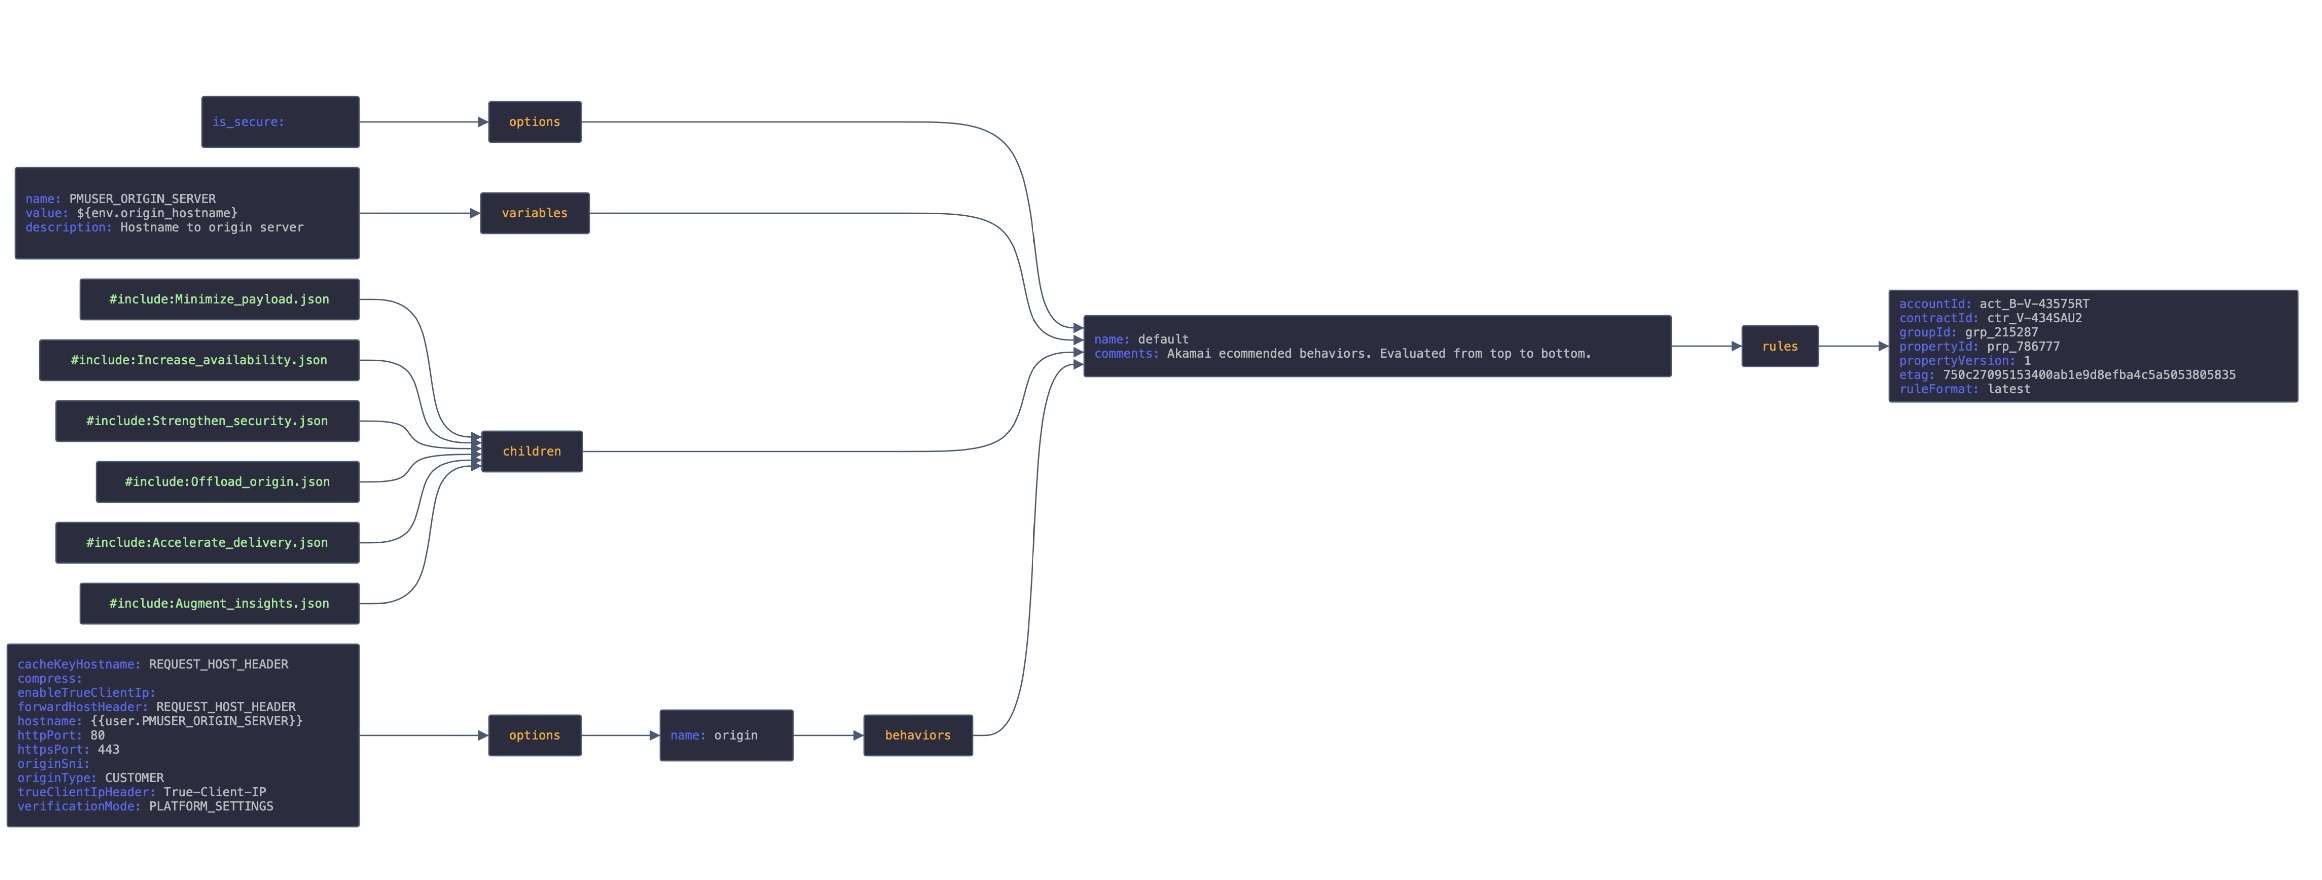 is_secure:
options
name: PMUSER_ORIGIN_SERVER
value: ${env.origin_hostname}
description: Hostname to origin server
variables
#include:Minimize_payload.json
#include:Increase_availability.json
#include:Strengthen_security.json
#include:Offload_origin.json
#include:Accelerate_delivery.json
#include:Augment_insights.json
children
cacheKeyHostname: REQUEST_HOST_HEADER
compress:
enableTrueClientIp:
forwardHostHeader: REQUEST_HOST_HEADER
hostname: {{user.PMUSER_ORIGIN_SERVER}}
httpPort: 80
httpsPort: 443
originSni:
originType: CUSTOMER
trueClientIpHeader: True-Client-IP
verificationMode: PLATFORM_SETTINGS
options
name: origin
behaviors
name: default
comments: Akamai ecommended behaviors. Evaluated from top to bottom.
rules
accountId: act_B-V-43575RT
contractId: ctr_V-434SAU2
groupId: grp_215287
propertyId: prp_786777
propertyVersion: 1
etag: 750c27095153400ab1e9d8efba4c5a5053805835
ruleFormat: latest